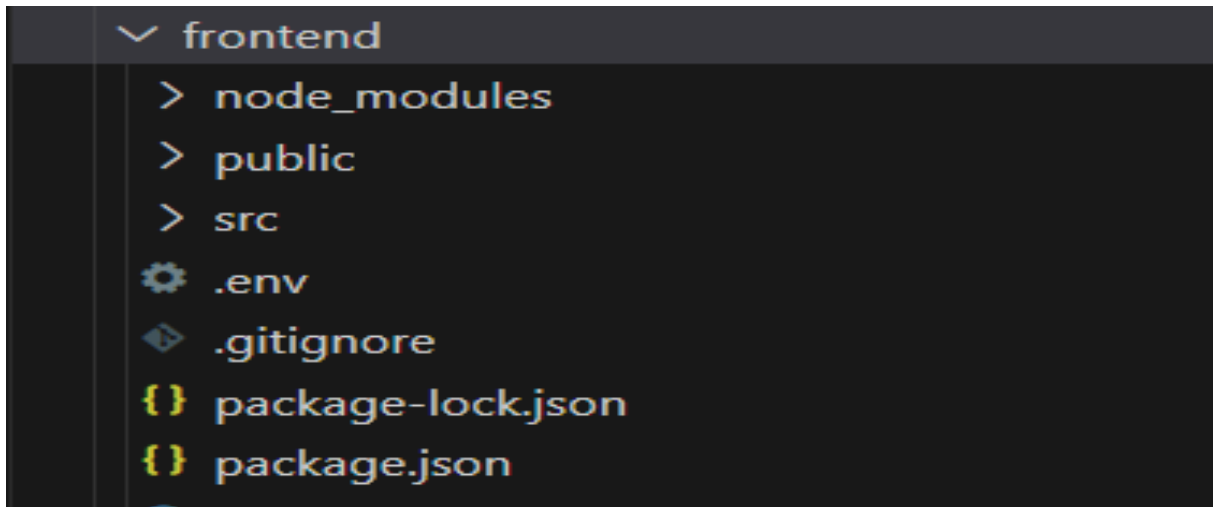 frontend
node_modules
public
src
.env
.gitignore
package-lock.json
package.json